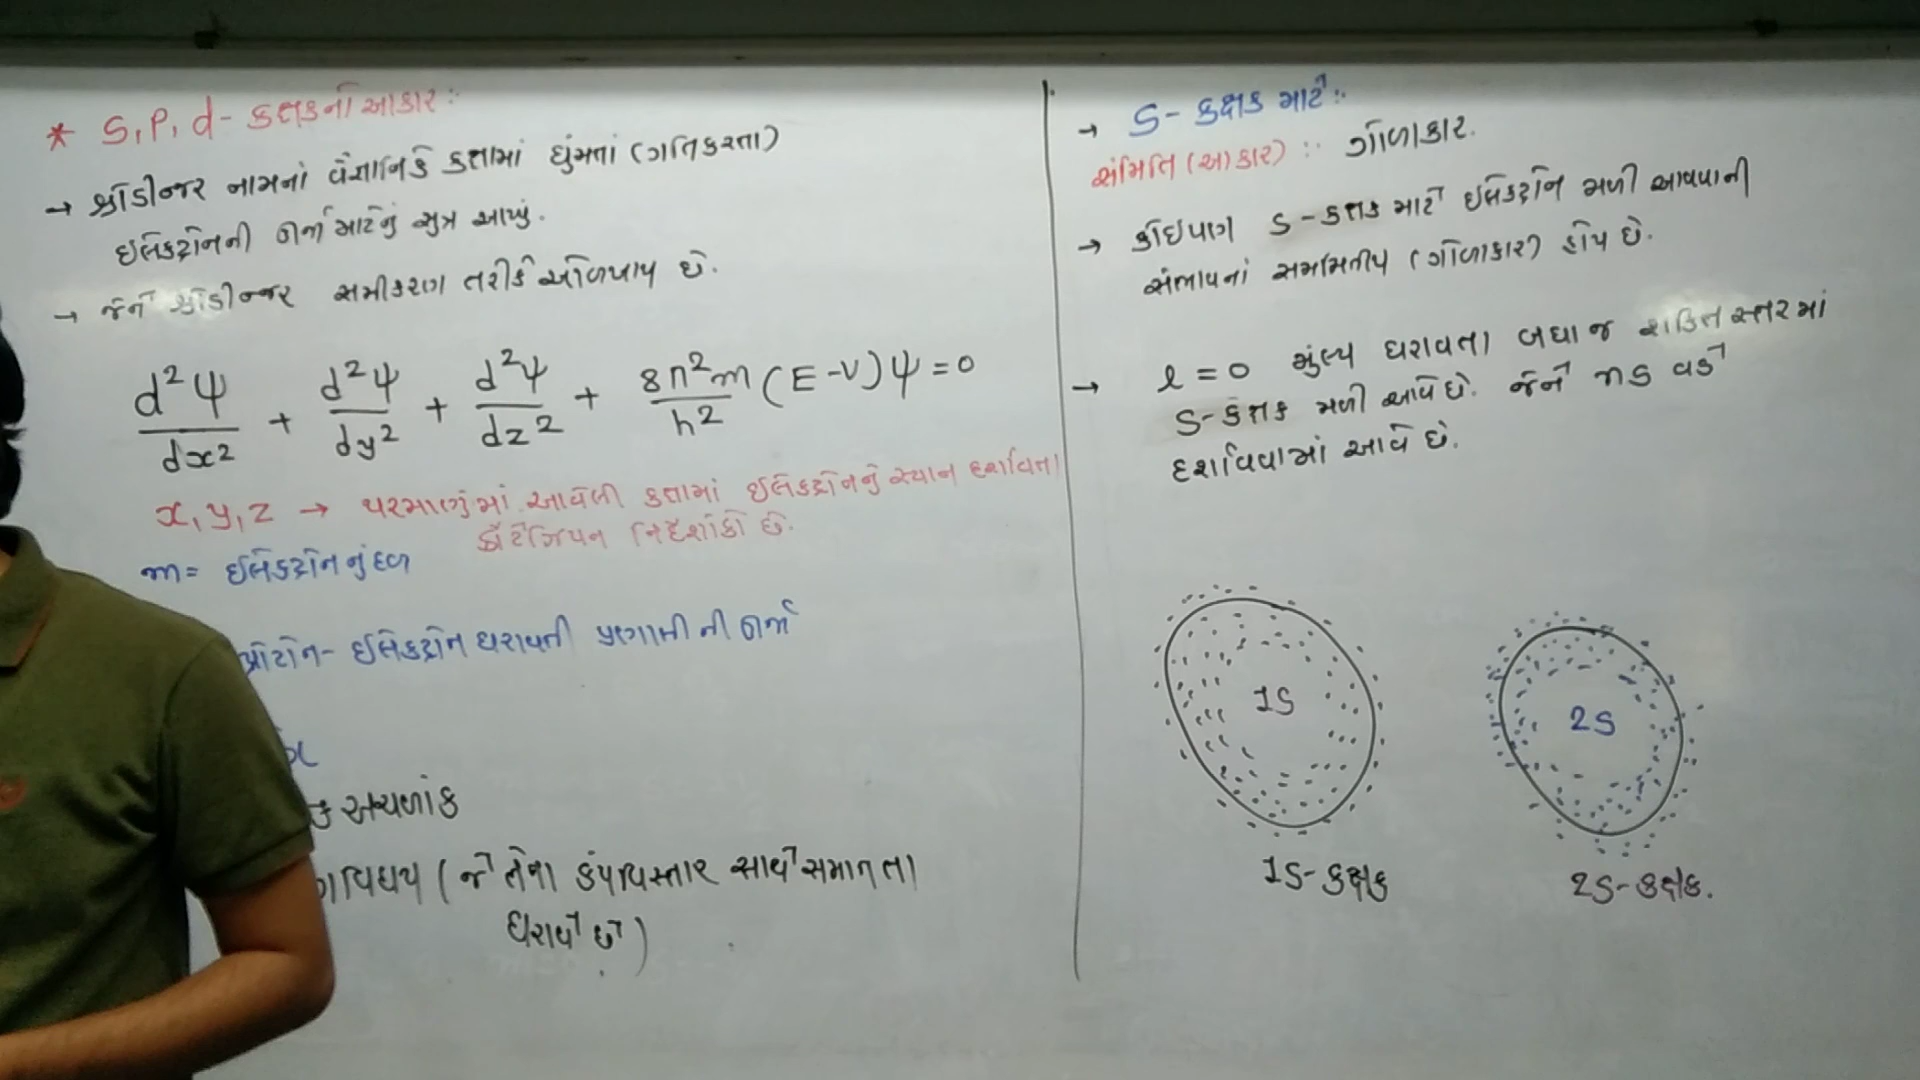 * S, P, d - કક્ષકની આકાર :-
→ શ્રોડીન્જર નામનાં વૈજ્ઞાનિકે કક્ષામાં ઘુંમતાં (ગતિકરતા)
ઈલેક્ટ્રોનની ઊર્જા માટેનું સુત્ર આપ્યું.
→ જેને શ્રોડીન્જર સમીકરણ તરીકે ઓળખાય છે.
d²ψ/dx² + d²ψ/dy² + d²ψ/dz² + 8π²m/h² (E-V)ψ = 0
x, y, z → પરમાણુંમાં આવેલી કક્ષામાં ઈલેક્ટ્રોનનું સ્થાન દર્શાવતા
કાર્ટેઝિયન નિર્દેશાંકો છે.
m = ઈલેક્ટ્રોન નું દળ
પ્રોટોન - ઈલેક્ટ્રોન ધરાવતી પ્રણાલી ની ઊર્જા
ક અચળાંક
વિધેય (જે તેના કંપવિસ્તાર સાથે સમાનતા
ધરાવે છે)
→ S - કક્ષક માટે :-
સંમિતિ (આકાર) :- ગોળાકાર.
→ કોઈપણ S - કક્ષક માટે ઈલેક્ટ્રોન મળી આવવાની
સંભાવનાં સમમિતીય (ગોળાકાર) હોય છે.
→ l = 0 મુંલ્ય ધરાવતા બધા જ શક્તિ સ્તરમાં
S - કક્ષક મળી આવે છે. જેને nS વડે
દર્શાવવામાં આવે છે.
1S
2S
1S - કક્ષક
2S - કક્ષક.